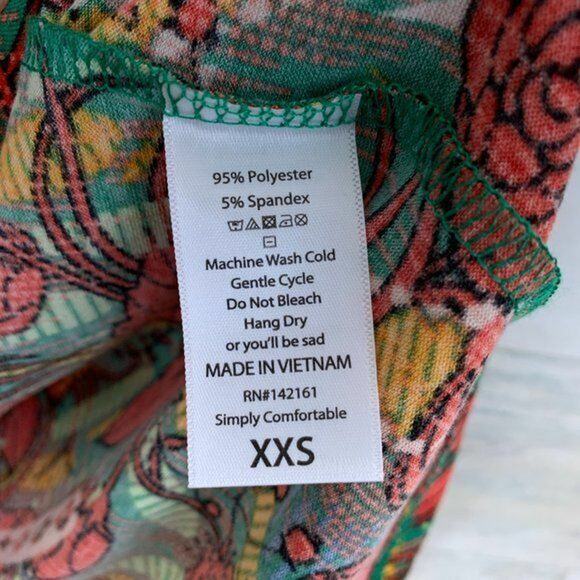 95% Polyester
5% Spandex
Machine Wash Cold
Gentle Cycle
Do Not Bleach
Hang Dry
or you'll be sad
MADE IN VIETNAM
RN#142161
Simply Comfortable
XXS